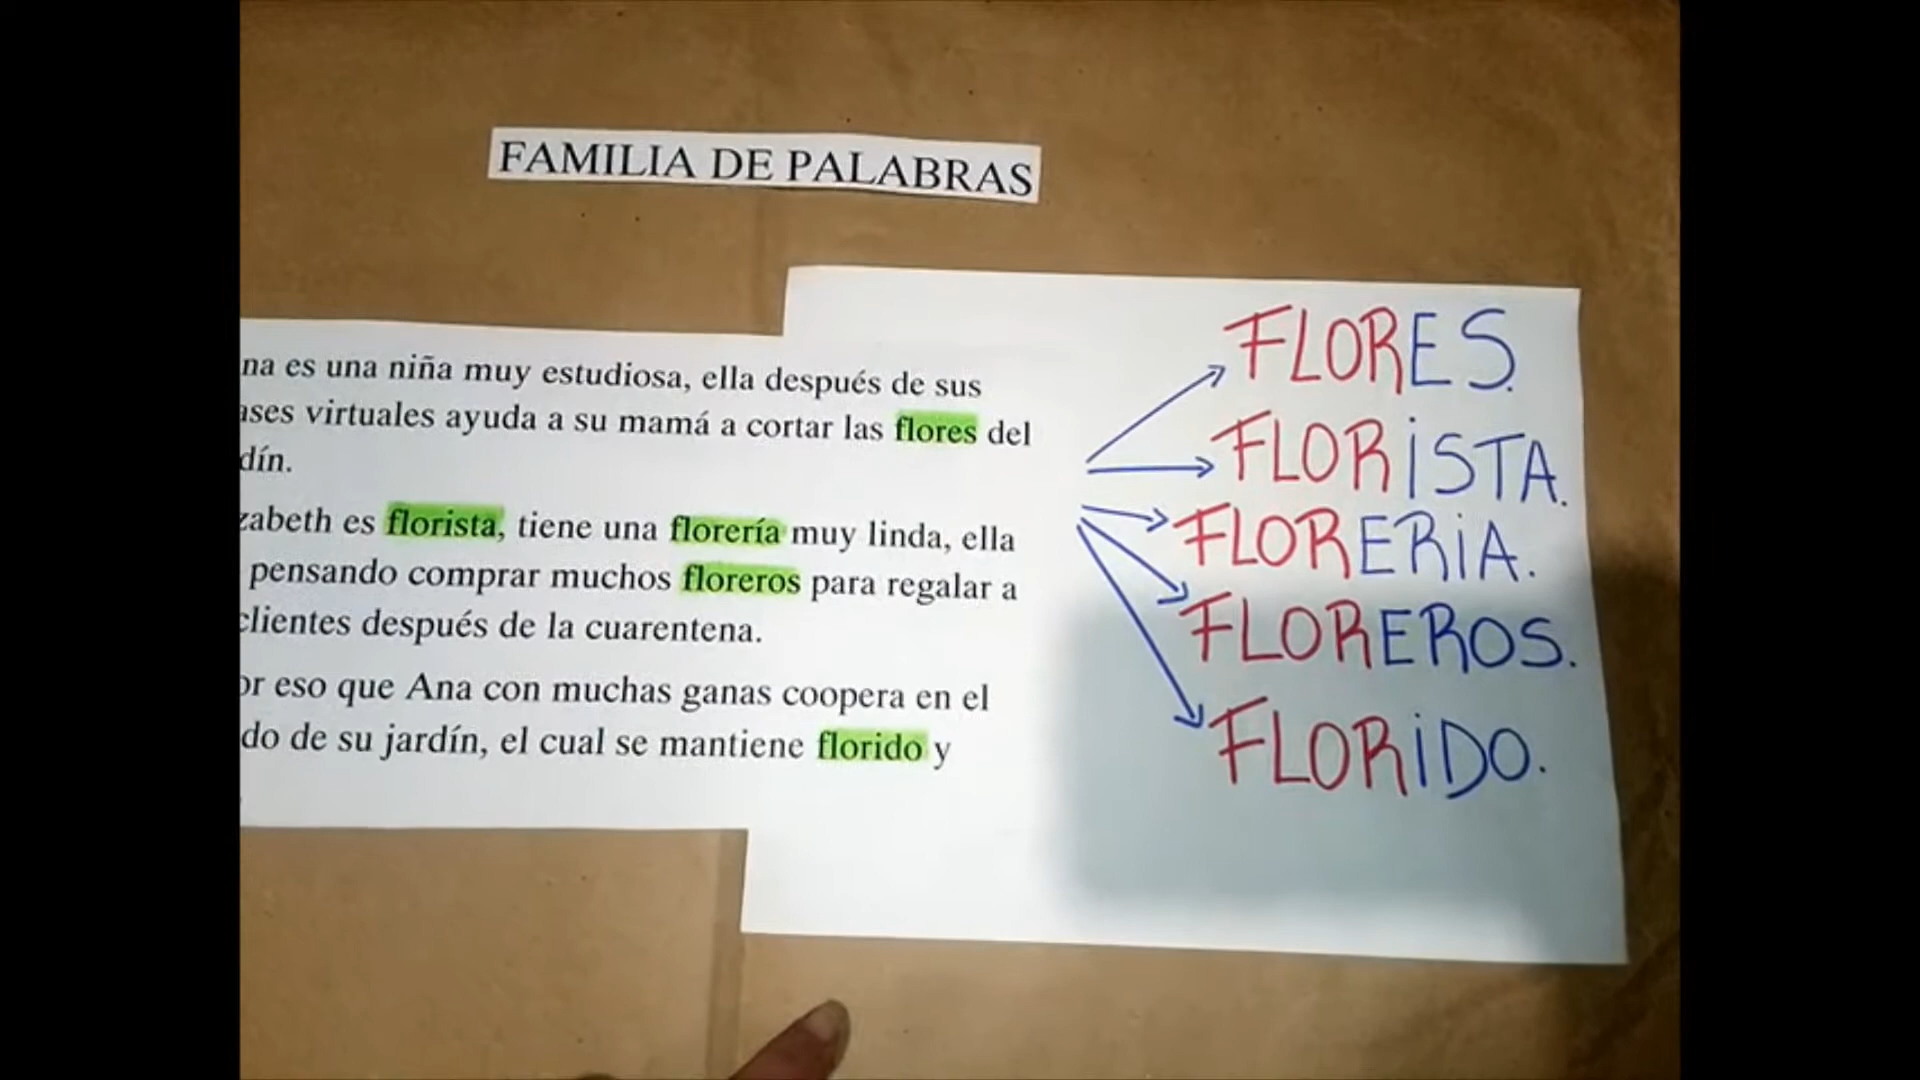 FAMILIA DE PALABRAS
na es una niña muy estudiosa, ella después de sus
ases virtuales ayuda a su mamá a cortar las flores del
dín.
zabeth es florista, tiene una florería muy linda, ella
pensando comprar muchos floreros para regalar a
clientes después de la cuarentena.
or eso que Ana con muchas ganas coopera en el
do de su jardín, el cual se mantiene florido y
FLORES.
FLORiSTA.
FLORERiA.
FLOREROS.
FLORiDO.